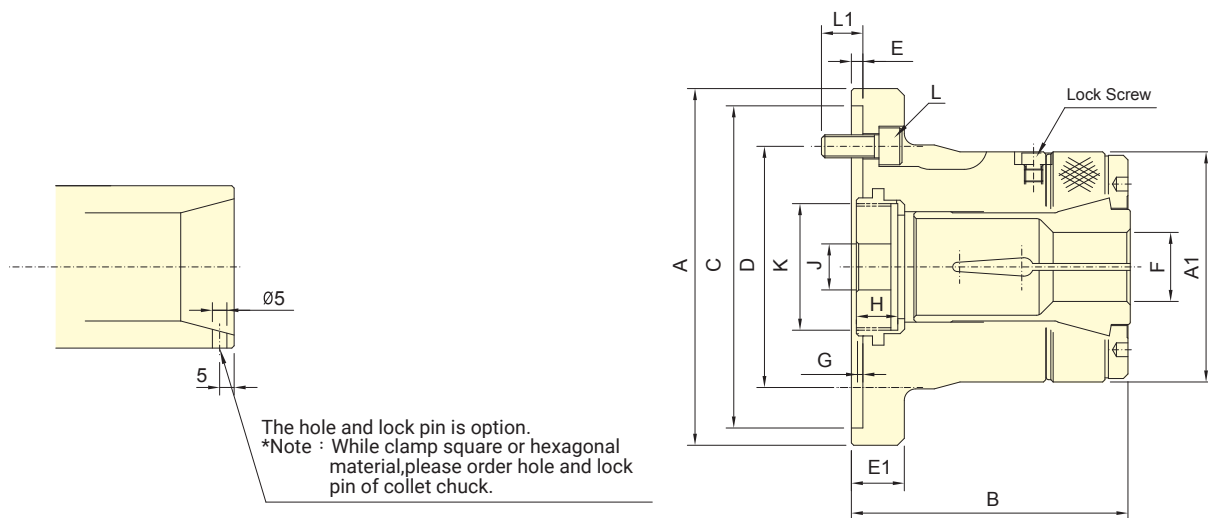 Ø5
5
The hole and lock pin is option.
*Note : While clamp square or hexagonal
material,please order hole and lock
pin of collet chuck.
L1
E
L
Lock Screw
A
C
D
K
J
H
G
F
A1
E1
B